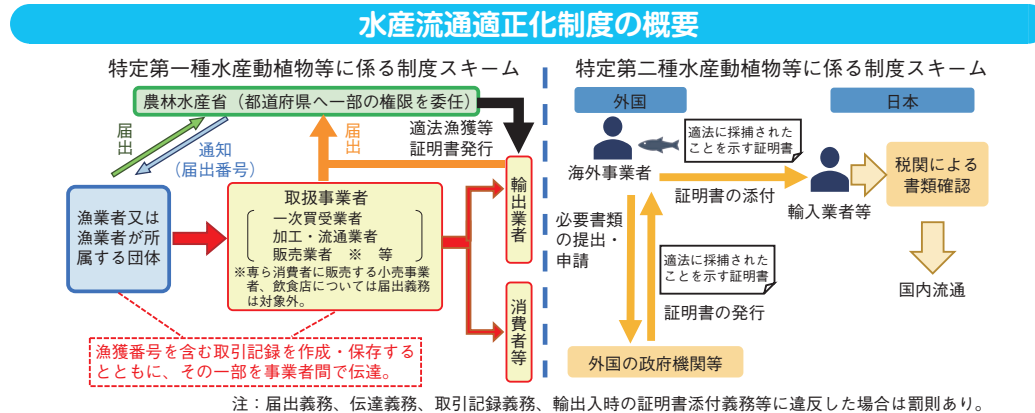 水産流通適正化制度の概要
特定第一種水産動植物等に係る制度スキーム
農林水産省（都道府県へ一部の権限を委任）
届出
通知
（届出番号）
届出
適法漁獲等
証明書発行
漁業者又は
漁業者が所
属する団体
取扱事業者
一次買受業者
加工・流通業者
販売業者　※　等
※専ら消費者に販売する小売事業
者、飲食店については届出義務
は対象外。
輸出業者
消費者等
漁獲番号を含む取引記録を作成・保存する
とともに、その一部を事業者間で伝達。
特定第二種水産動植物等に係る制度スキーム
外国
日本
海外事業者
適法に採捕された
ことを示す証明書
証明書の添付
輸入業者等
税関による
書類確認
国内流通
必要書類
の提出・
申請
適法に採捕された
ことを示す証明書
証明書の発行
外国の政府機関等
注：届出義務、伝達義務、取引記録義務、輸出入時の証明書添付義務等に違反した場合は罰則あり。